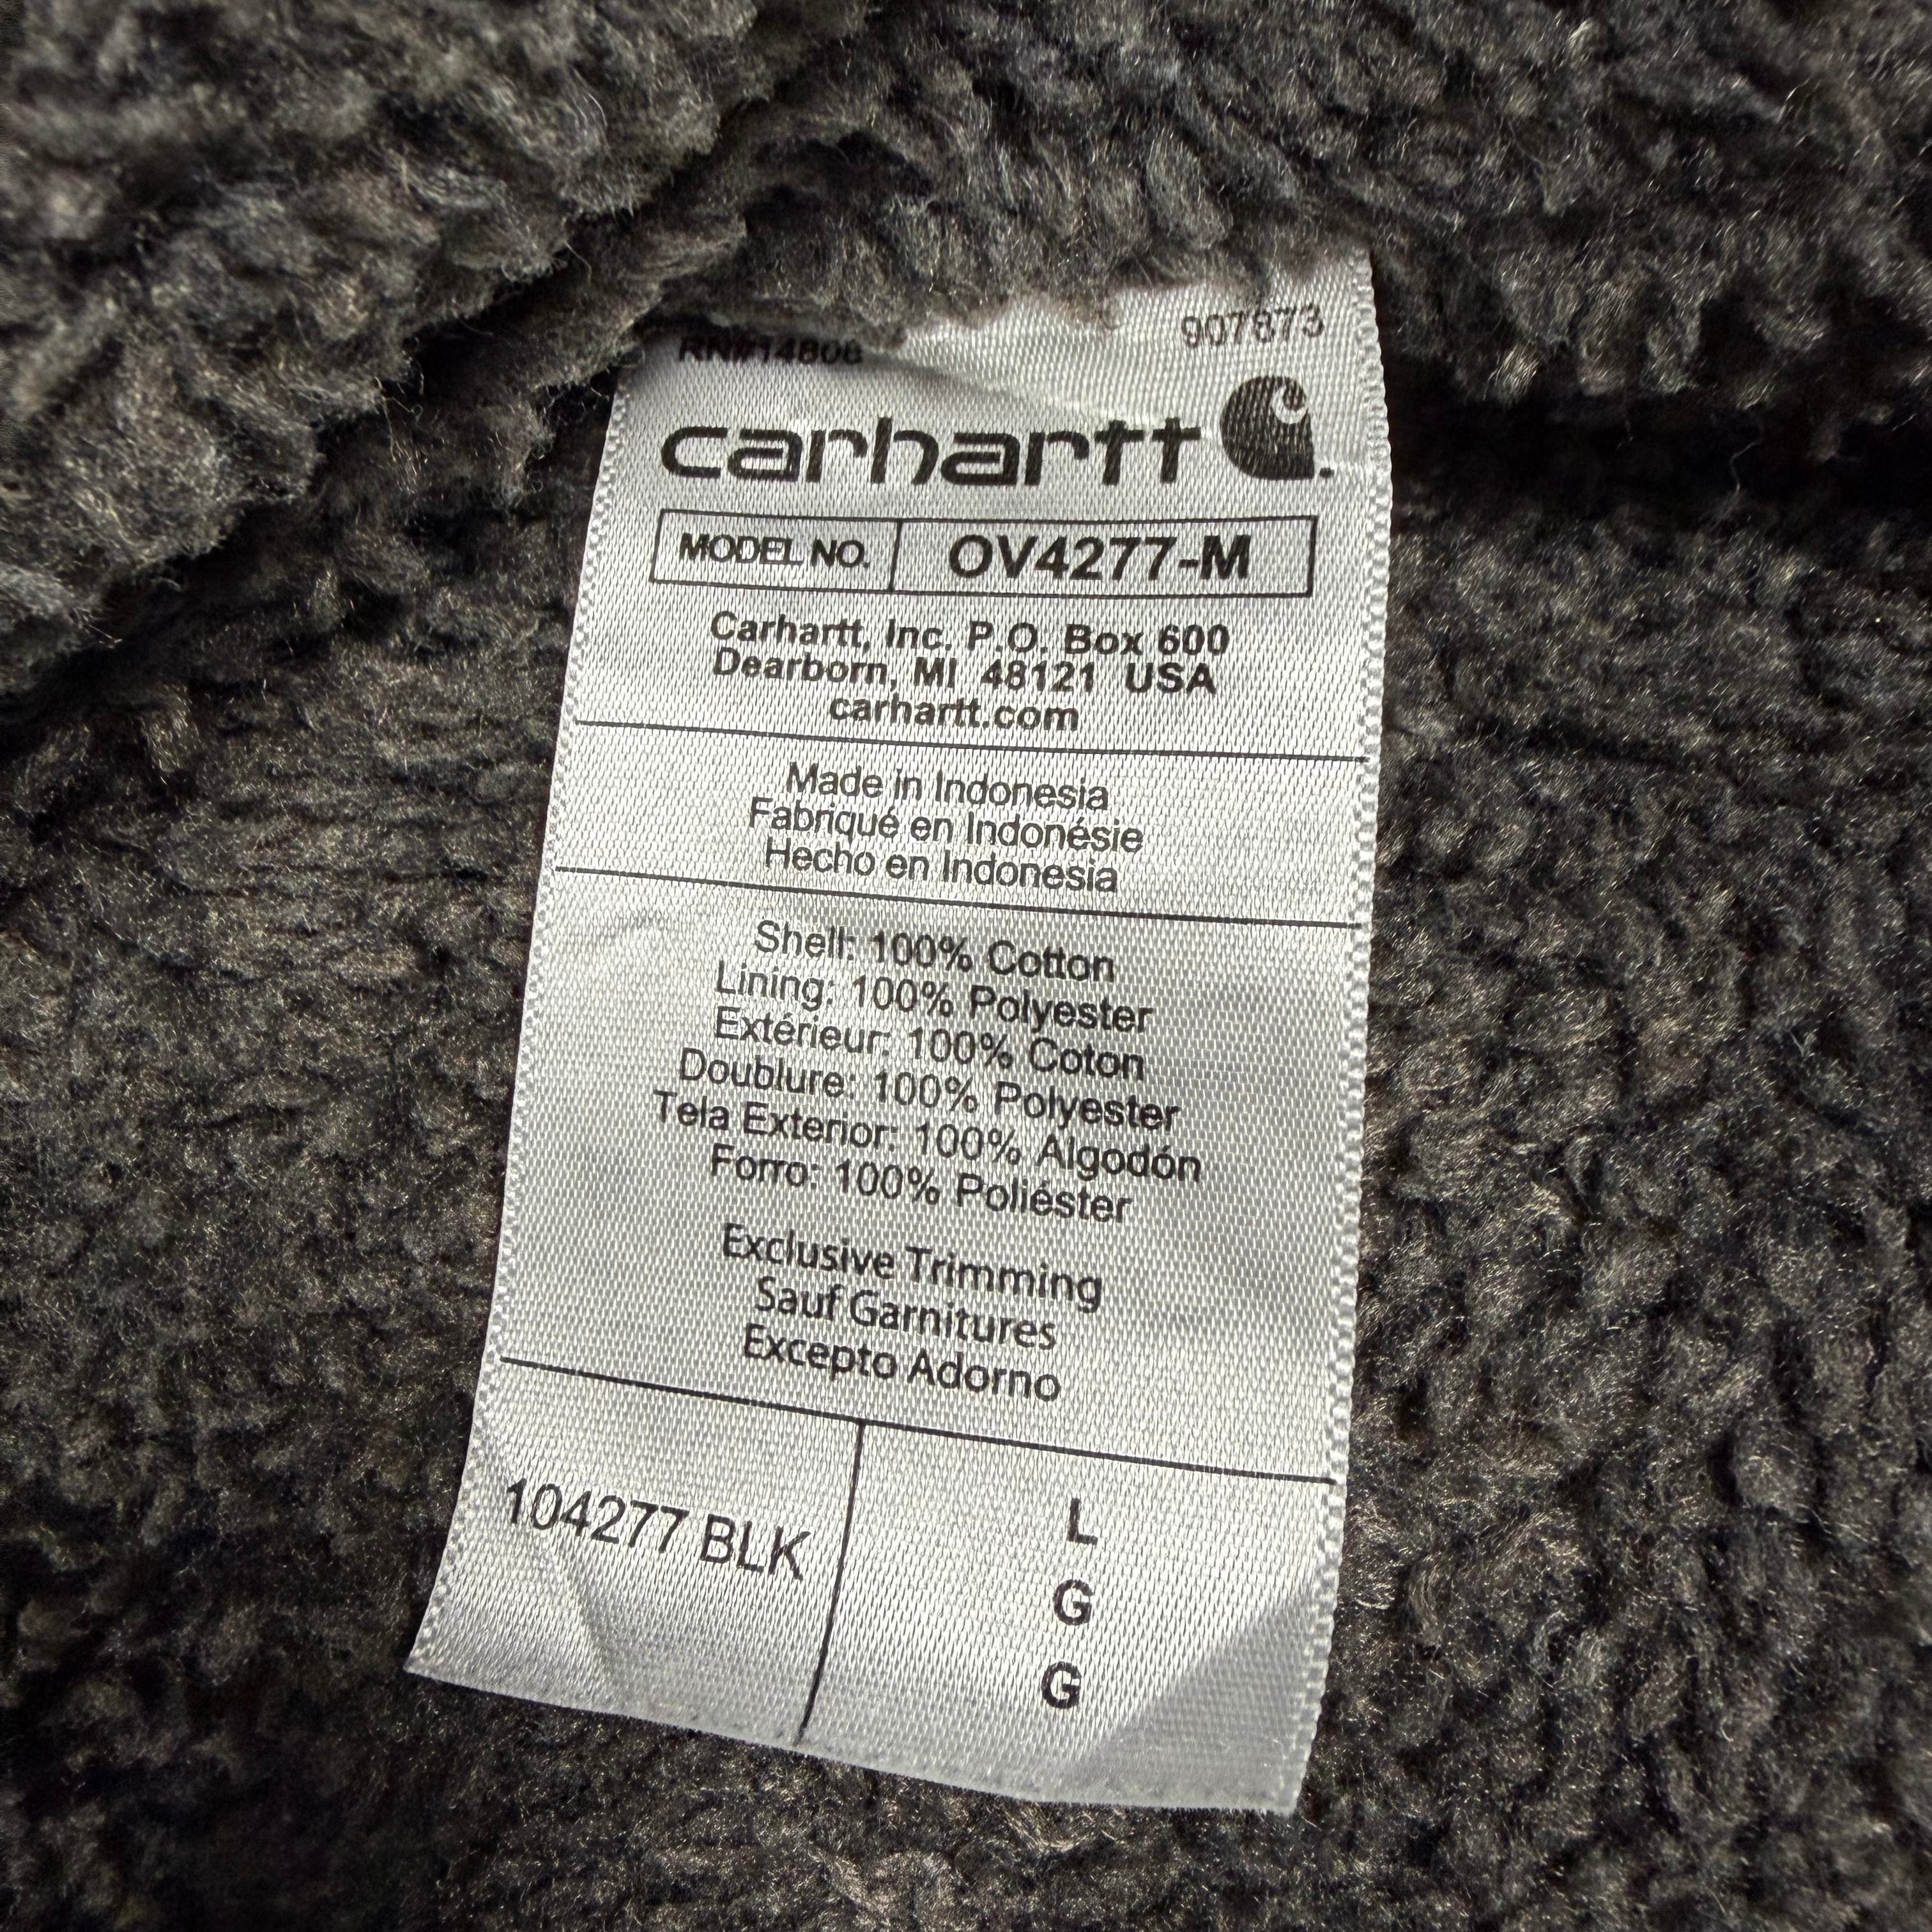 RN#14806
907873
carhartt
MODEL NO. OV4277-M
Carhartt, Inc. P.O. Box 600
Dearborn, MI 48121 USA
carhartt.com
Made in Indonesia
Fabriqué en Indonésie
Hecho en Indonesia
Shell: 100% Cotton
Lining: 100% Polyester
Extérieur: 100% Coton
Doublure: 100% Polyester
Tela Exterior: 100% Algodón
Forro: 100% Poliéster
Exclusive Trimming
Sauf Garnitures
Excepto Adorno
104277 BLK
L
G
G